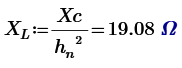 X_L := Xc / h_n^2 = 19.08 Ω